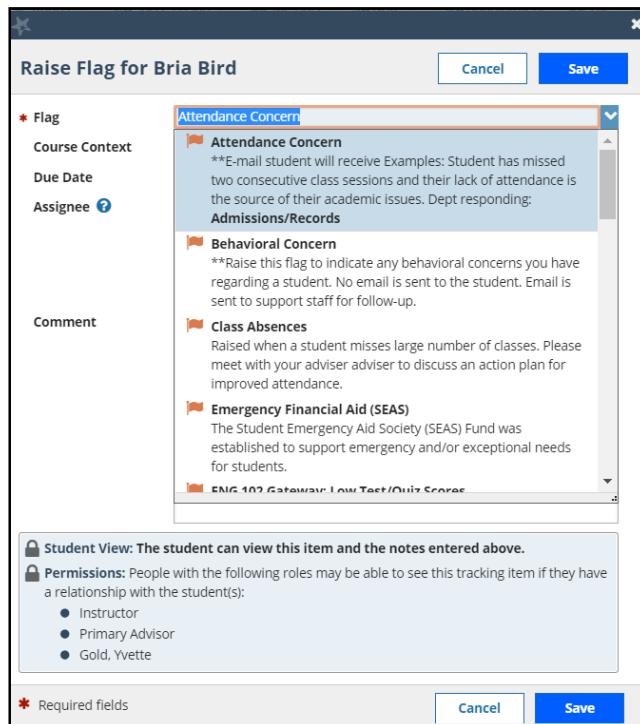 Raise Flag for Bria Bird
Cancel
Save
* Flag
Attendance Concern
Course Context
Due Date
Assignee ?
Comment
Attendance Concern
**E-mail student will receive Examples: Student has missed
two consecutive class sessions and their lack of attendance is
the source of their academic issues. Dept responding:
Admissions/Records
Behavioral Concern
**Raise this flag to indicate any behavioral concerns you have
regarding a student. No email is sent to the student. Email is
sent to support staff for follow-up.
Class Absences
Raised when a student misses large number of classes. Please
meet with your adviser adviser to discuss an action plan for
improved attendance.
Emergency Financial Aid (SEAS)
The Student Emergency Aid Society (SEAS) Fund was
established to support emergency and/or exceptional needs
for students.
ENG 102 Gateway: Low Test/Quiz Scores
Student View: The student can view this item and the notes entered above.
Permissions: People with the following roles may be able to see this tracking item if they have
a relationship with the student(s):
● Instructor
● Primary Advisor
● Gold, Yvette
* Required fields
Cancel
Save